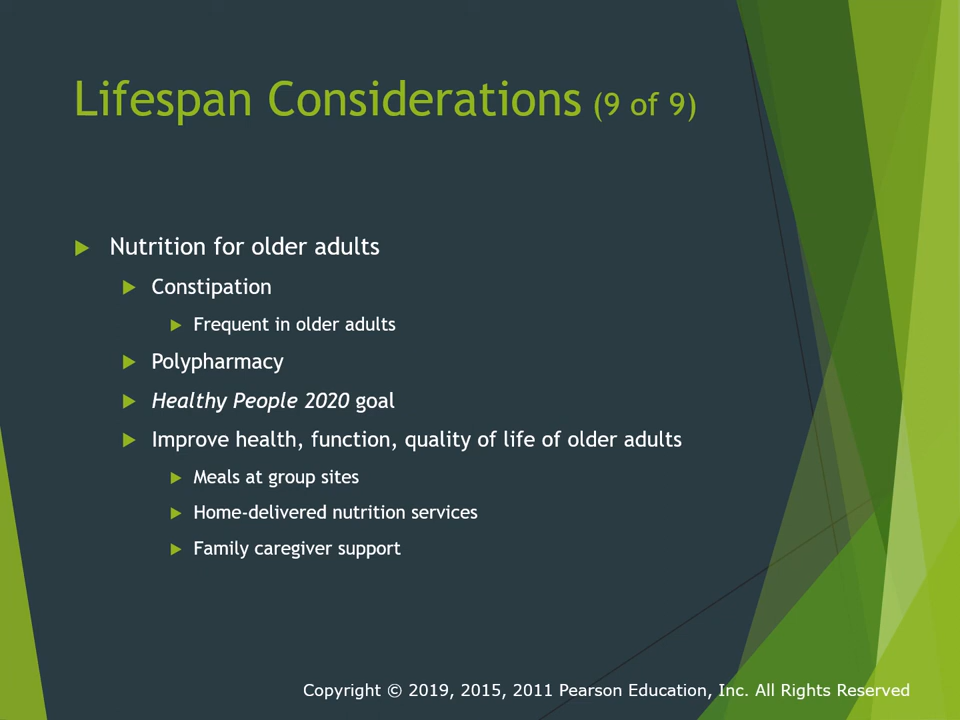 Lifespan Considerations (9 of 9)
Nutrition for older adults
Constipation
Frequent in older adults
Polypharmacy
Healthy People 2020 goal
Improve health, function, quality of life of older adults
Meals at group sites
Home-delivered nutrition services
Family caregiver support
Copyright © 2019, 2015, 2011 Pearson Education, Inc. All Rights Reserved